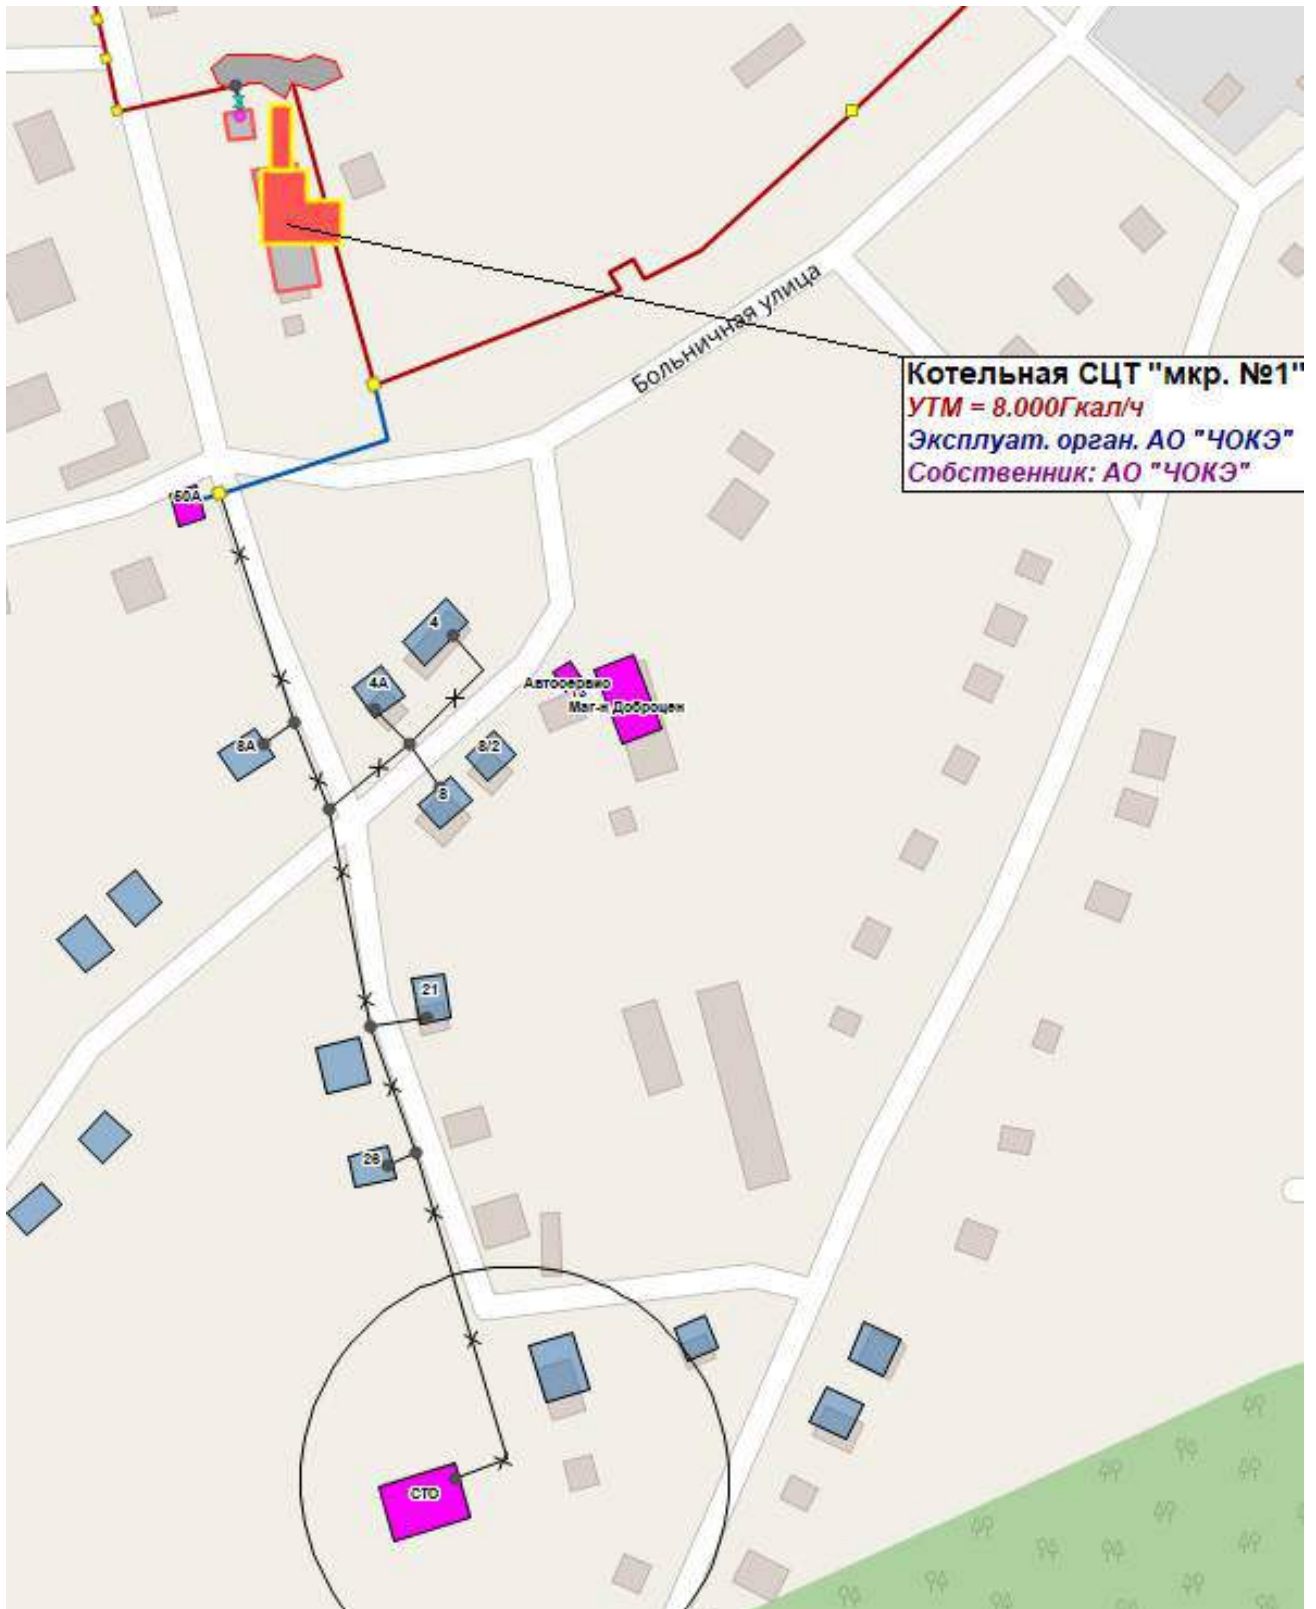 Больничная улица
Котельная СЦТ "мкр. №1"
УТМ = 8.000Гкал/ч
Эксплуат. орган. АО "ЧОКЭ"
Собственник: АО "ЧОКЭ"
60А
4
4А
Автосервис
Маг-н Доброцен
8А
8/2
8
21
26
СТО